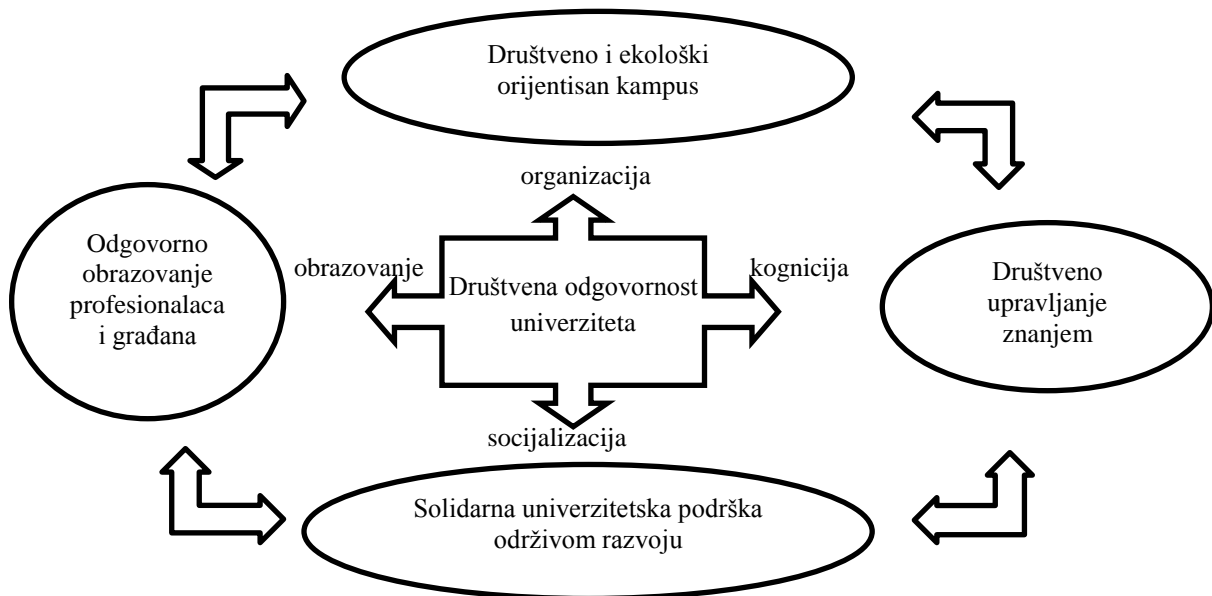 Društveno i ekološki
orijentisan kampus
organizacija
Odgovorno
obrazovanje
profesionalaca
i građana
obrazovanje
Društvena odgovornost
univerziteta
kognicija
Društveno
upravljanje
znanjem
socijalizacija
Solidarna univerzitetska podrška
održivom razvoju